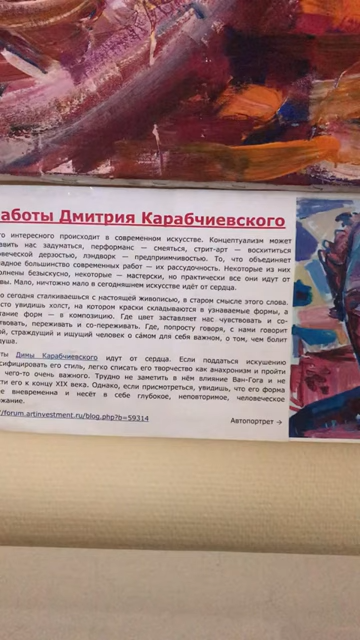 аботы Дмитрия Карабчиевского
го интересного происходит в современном искусстве. Концептуализм может
авить нас задуматься, перформанс — смеяться, стрит-арт — восхититься
овеческой дерзостью, лэндворк — предприимчивостью. То, что объединяет
адное большинство современных работ — их рассудочность. Некоторые из них
олнены безыскусно, некоторые — мастерски, но практически все они идут от
вы. Мало, ничтожно мало в сегодняшнем искусстве идёт от сердца.
о сегодня сталкиваешься с настоящей живописью, в старом смысле этого слова.
сто увидишь холст, на котором краски складываются в узнаваемые формы, а
тание форм — в композицию. Где цвет заставляет нас чувствовать и со-
твовать, переживать и со-переживать. Где, попросту говоря, с нами говорит
ой, страждущий и ищущий человек о самом для себя важном, о том, чем болит
душа.
ты Димы Карабчиевского идут от сердца. Если поддаться искушению
сифицировать его стиль, легко списать его творчество как анахронизм и пройти
чего-то очень важного. Трудно не заметить в нём влияние Ван-Гога и не
ти его к концу XIX века. Однако, если присмотреться, увидишь, что его форма
е вневременна и несёт в себе глубокое, неповторимое, человеческое
жание.
/forum.artinvestment.ru/blog.php?b=59314
Автопортрет →